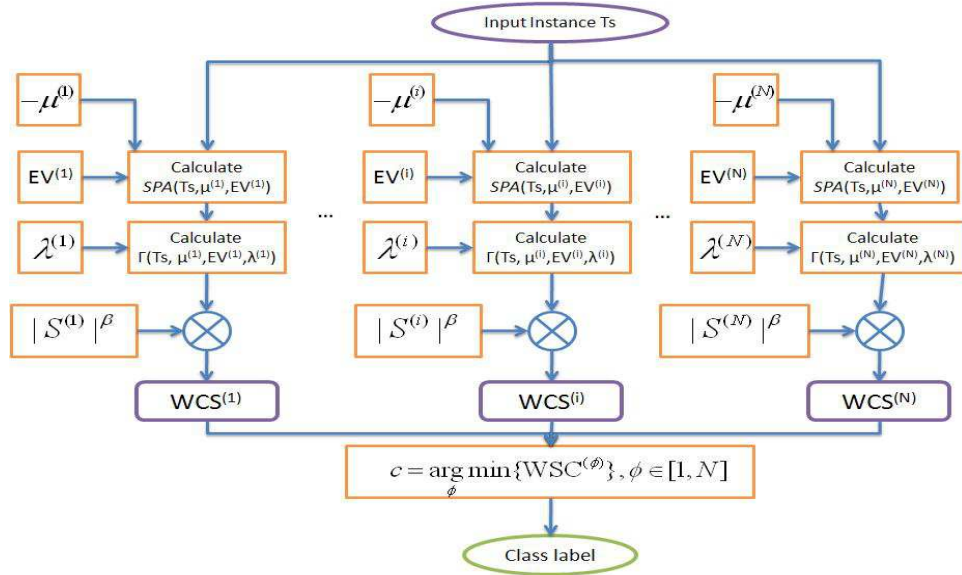 Input Instance Ts
−μ^(1)
−μ^(i)
−μ^(N)
EV^(1)
Calculate
SPA(Ts,μ^(1),EV^(1))
EV^(i)
Calculate
SPA(Ts,μ^(i),EV^(i))
EV^(N)
Calculate
SPA(Ts,μ^(N),EV^(N))
...
...
λ^(1)
Calculate
Γ(Ts, μ^(1),EV^(1),λ^(1))
λ^(i)
Calculate
Γ(Ts, μ^(i),EV^(i),λ^(i))
λ^(N)
Calculate
Γ(Ts, μ^(N),EV^(N),λ^(N))
| S^(1) |^β
| S^(i) |^β
| S^(N) |^β
WCS^(1)
WCS^(i)
WCS^(N)
c = arg min{WSC^(ϕ)}, ϕ ∈ [1, N]
ϕ
Class label